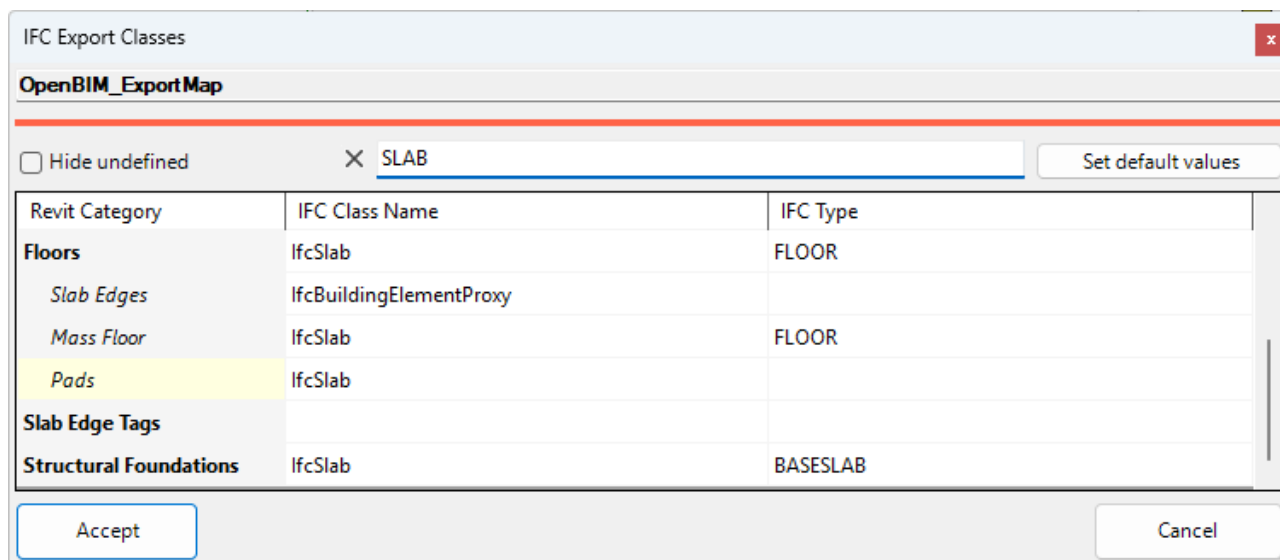 IFC Export Classes
x
OpenBIM_ExportMap
Hide undefined SLAB Set default values
Revit Category IFC Class Name IFC Type
Floors IfcSlab FLOOR
Slab Edges IfcBuildingElementProxy
Mass Floor IfcSlab FLOOR
Pads IfcSlab
Slab Edge Tags
Structural Foundations IfcSlab BASESLAB
Accept Cancel